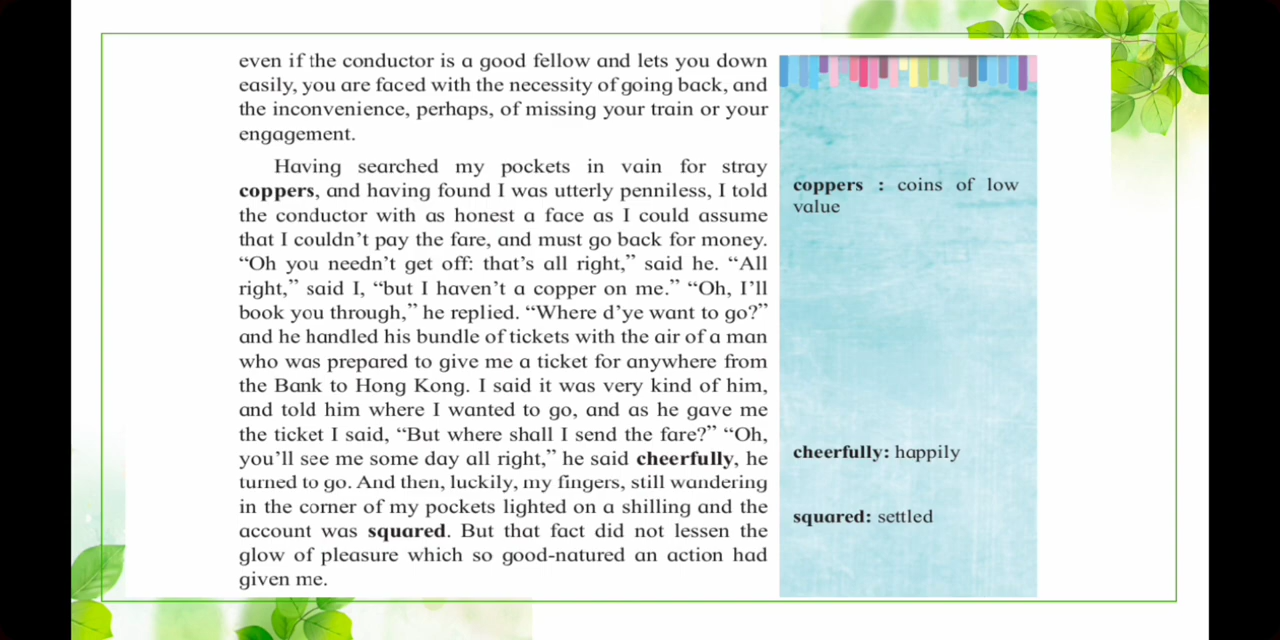 even if the conductor is a good fellow and lets you down
easily, you are faced with the necessity of going back, and
the inconvenience, perhaps, of missing your train or your
engagement.
Having searched my pockets in vain for stray
coppers, and having found I was utterly penniless, I told
the conductor with as honest a face as I could assume
that I couldn’t pay the fare, and must go back for money.
“Oh you needn’t get off: that’s all right,” said he. “All
right,” said I, “but I haven’t a copper on me.” “Oh, I’ll
book you through,” he replied. “Where d’ye want to go?”
and he handled his bundle of tickets with the air of a man
who was prepared to give me a ticket for anywhere from
the Bank to Hong Kong. I said it was very kind of him,
and told him where I wanted to go, and as he gave me
the ticket I said, “But where shall I send the fare?” “Oh,
you’ll see me some day all right,” he said cheerfully, he
turned to go. And then, luckily, my fingers, still wandering
in the corner of my pockets lighted on a shilling and the
account was squared. But that fact did not lessen the
glow of pleasure which so good-natured an action had
given me.
coppers : coins of low
value
cheerfully: happily
squared: settled